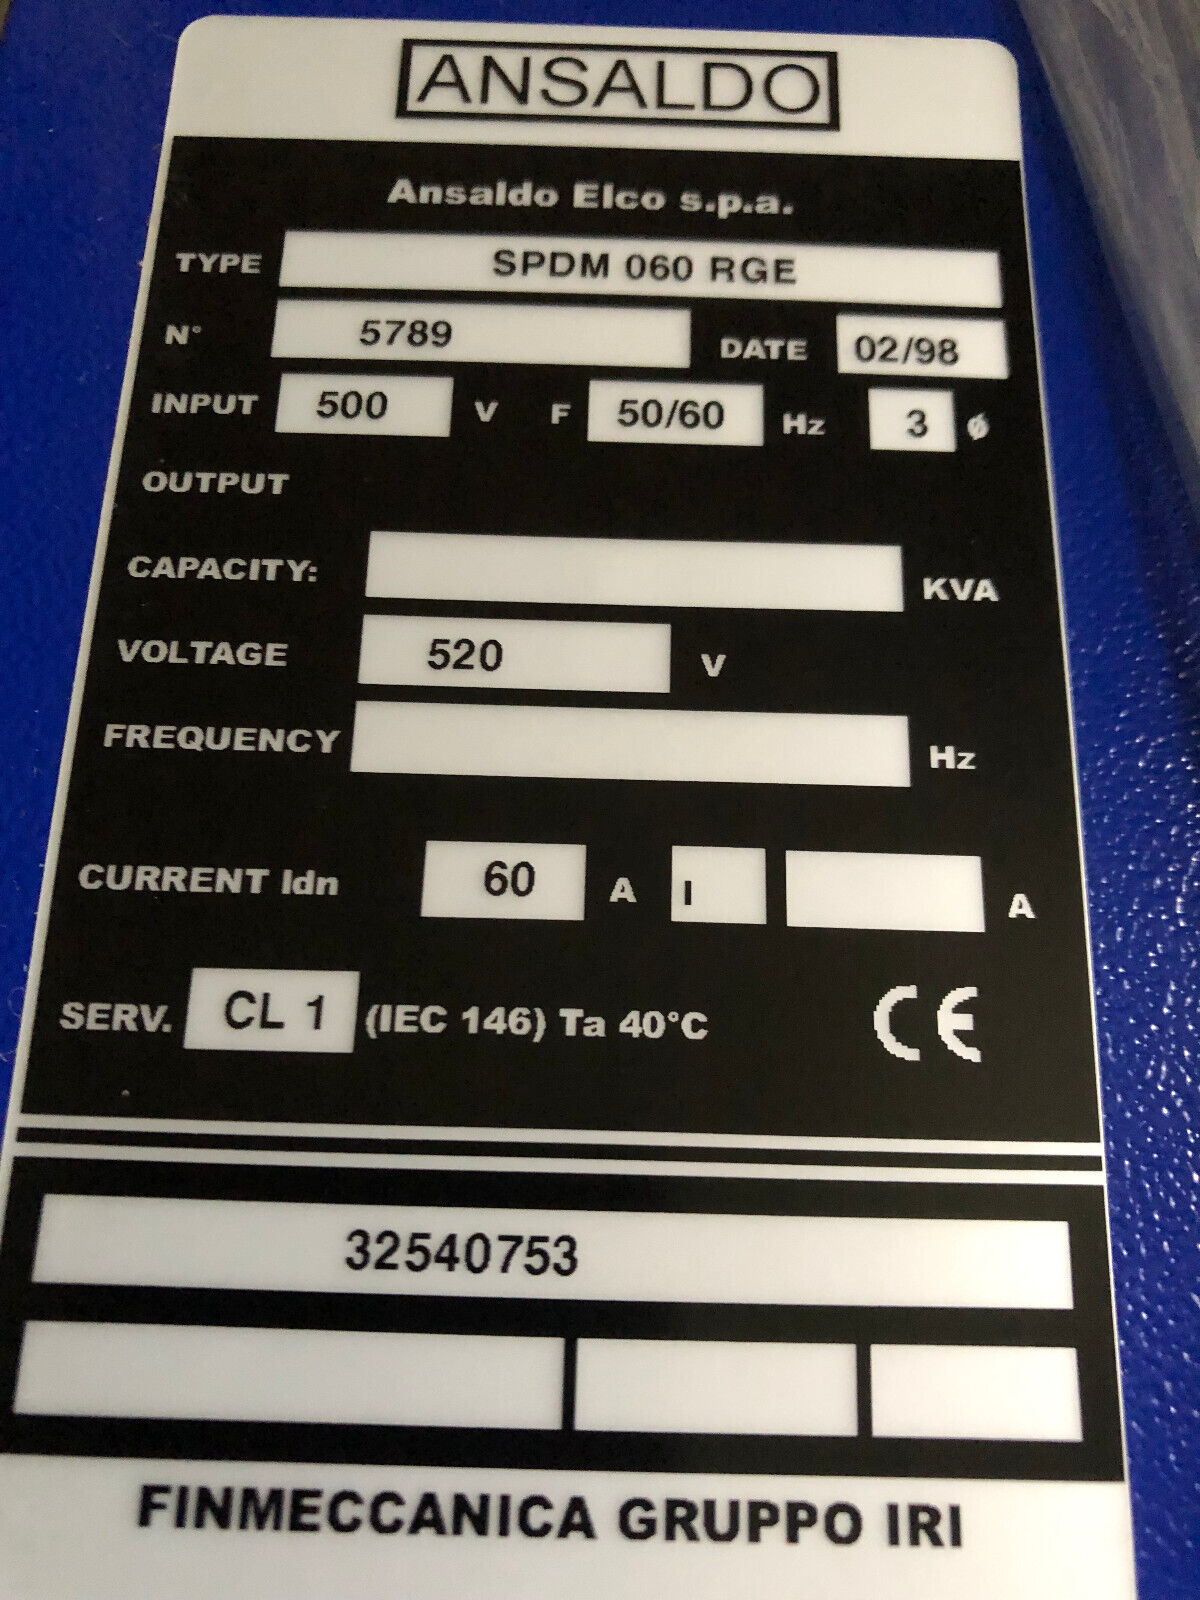 ANSALDO
Ansaldo Elco s.p.a.
TYPE SPDM 060 RGE
N° 5789 DATE 02/98
INPUT 500 V F 50/60 Hz 3 ø
OUTPUT
CAPACITY: KVA
VOLTAGE 520 V
FREQUENCY Hz
CURRENT Idn 60 A I A
SERV. CL 1 (IEC 146) Ta 40°C CE
32540753
FINMECCANICA GRUPPO IRI